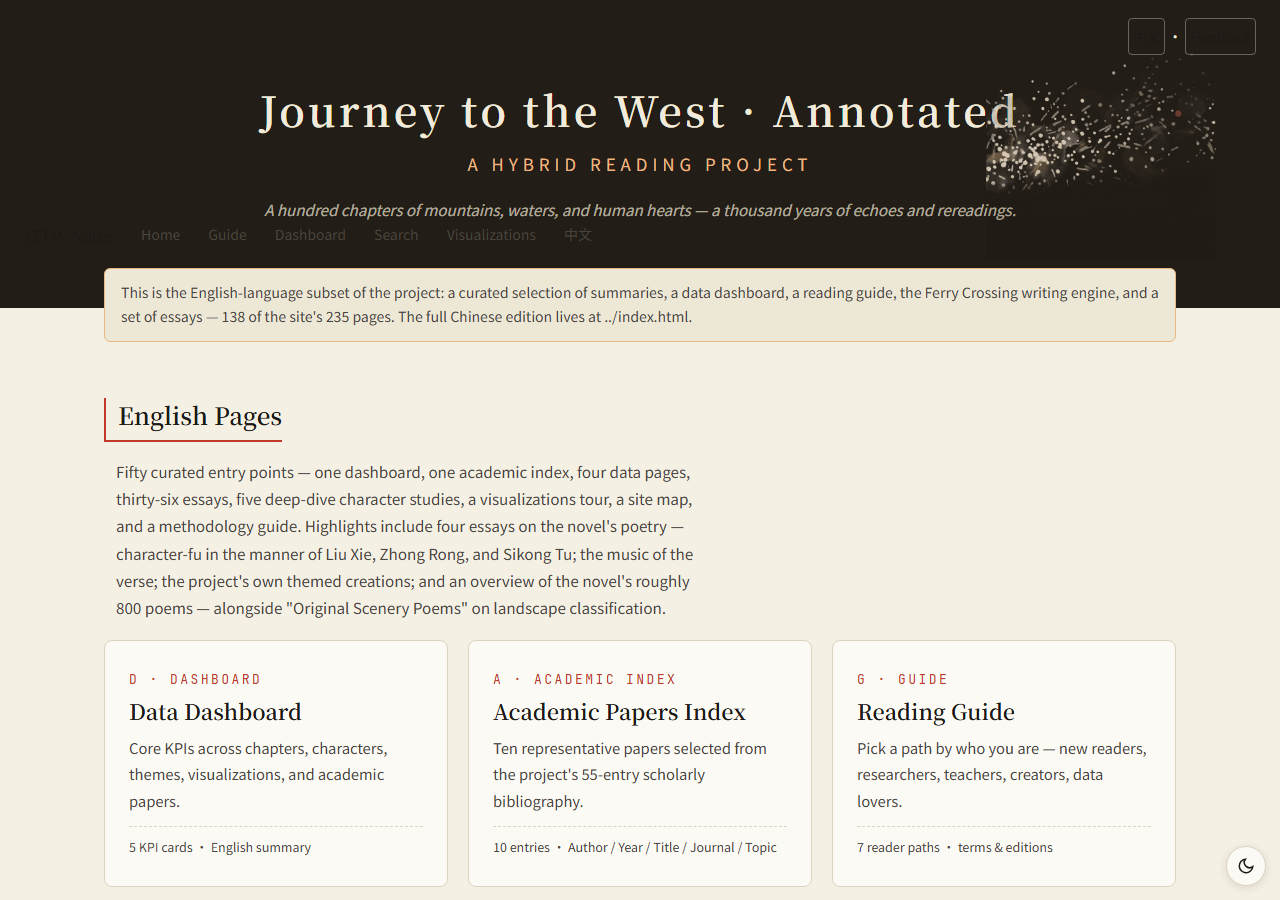 中文 • Feedback
Journey to the West · Annotated
A HYBRID READING PROJECT
A hundred chapters of mountains, waters, and human hearts — a thousand years of echoes and rereadings.
Home Guide Dashboard Search Visualizations 中文
This is the English-language subset of the project: a curated selection of summaries, a data dashboard, a reading guide, the Ferry Crossing writing engine, and a
set of essays — 138 of the site's 235 pages. The full Chinese edition lives at ../index.html.
English Pages
Fifty curated entry points — one dashboard, one academic index, four data pages,
thirty-six essays, five deep-dive character studies, a visualizations tour, a site map,
and a methodology guide. Highlights include four essays on the novel's poetry —
character-fu in the manner of Liu Xie, Zhong Rong, and Sikong Tu; the music of the
verse; the project's own themed creations; and an overview of the novel's roughly
800 poems — alongside "Original Scenery Poems" on landscape classification.
D · DASHBOARD
Data Dashboard
Core KPIs across chapters, characters,
themes, visualizations, and academic
papers.
5 KPI cards • English summary
A · ACADEMIC INDEX
Academic Papers Index
Ten representative papers selected from
the project's 55-entry scholarly
bibliography.
10 entries • Author / Year / Title / Journal / Topic
G · GUIDE
Reading Guide
Pick a path by who you are — new readers,
researchers, teachers, creators, data
lovers.
7 reader paths • terms & editions